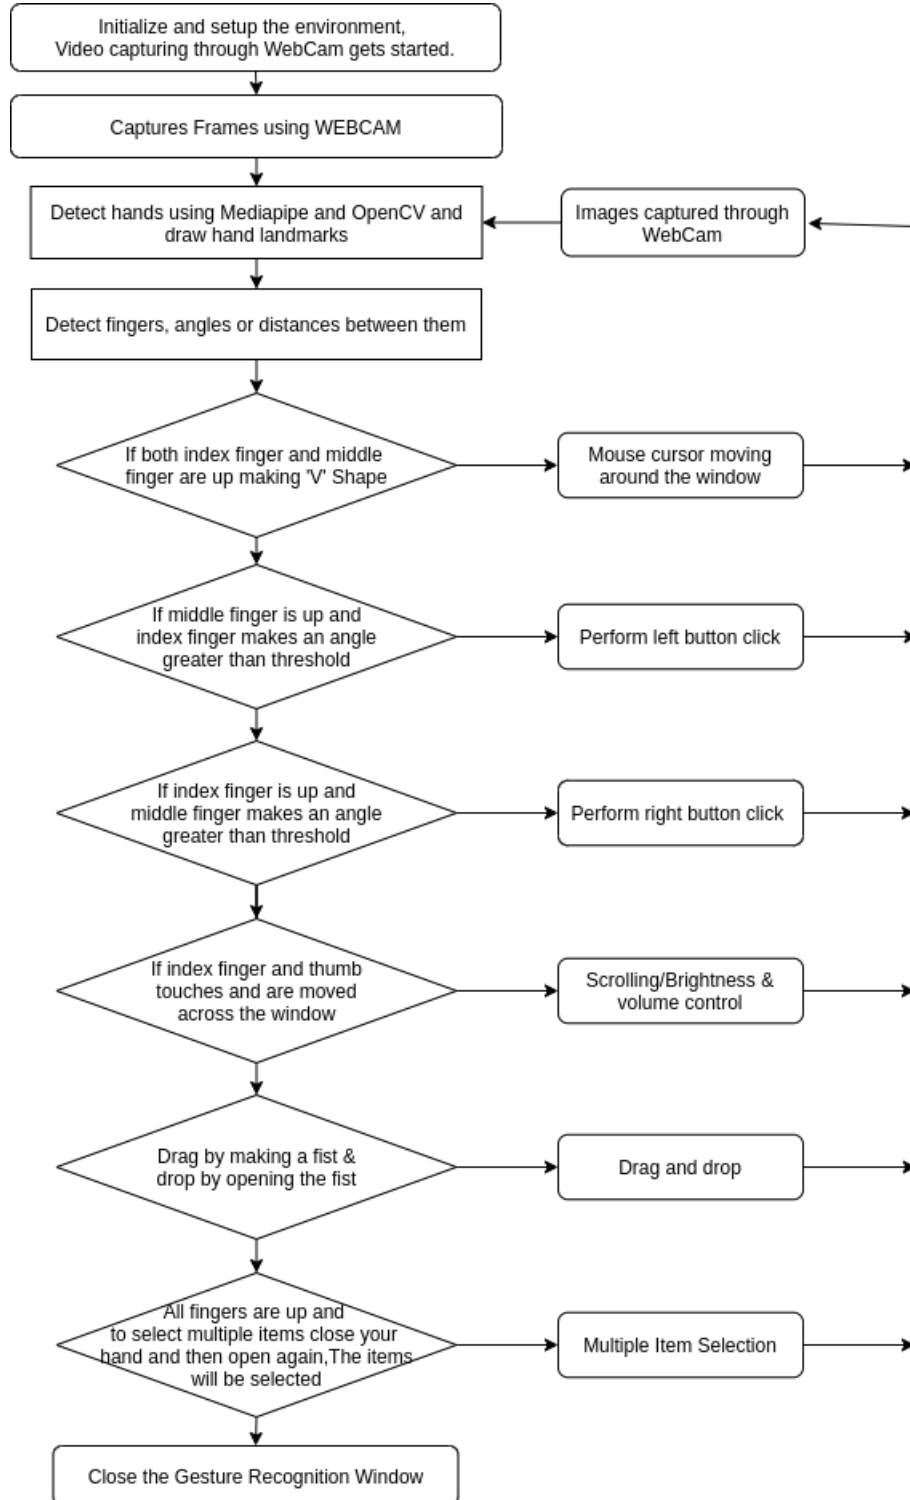 Initialize and setup the environment,
Video capturing through WebCam gets started.
Captures Frames using WEBCAM
Detect hands using Mediapipe and OpenCV and
draw hand landmarks
Images captured through
WebCam
Detect fingers, angles or distances between them
If both index finger and middle
finger are up making 'V' Shape
Mouse cursor moving
around the window
If middle finger is up and
index finger makes an angle
greater than threshold
Perform left button click
If index finger is up and
middle finger makes an angle
greater than threshold
Perform right button click
If index finger and thumb
touches and are moved
across the window
Scrolling/Brightness &
volume control
Drag by making a fist &
drop by opening the fist
Drag and drop
All fingers are up and
to select multiple items close your
hand and then open again,The items
will be selected
Multiple Item Selection
Close the Gesture Recognition Window